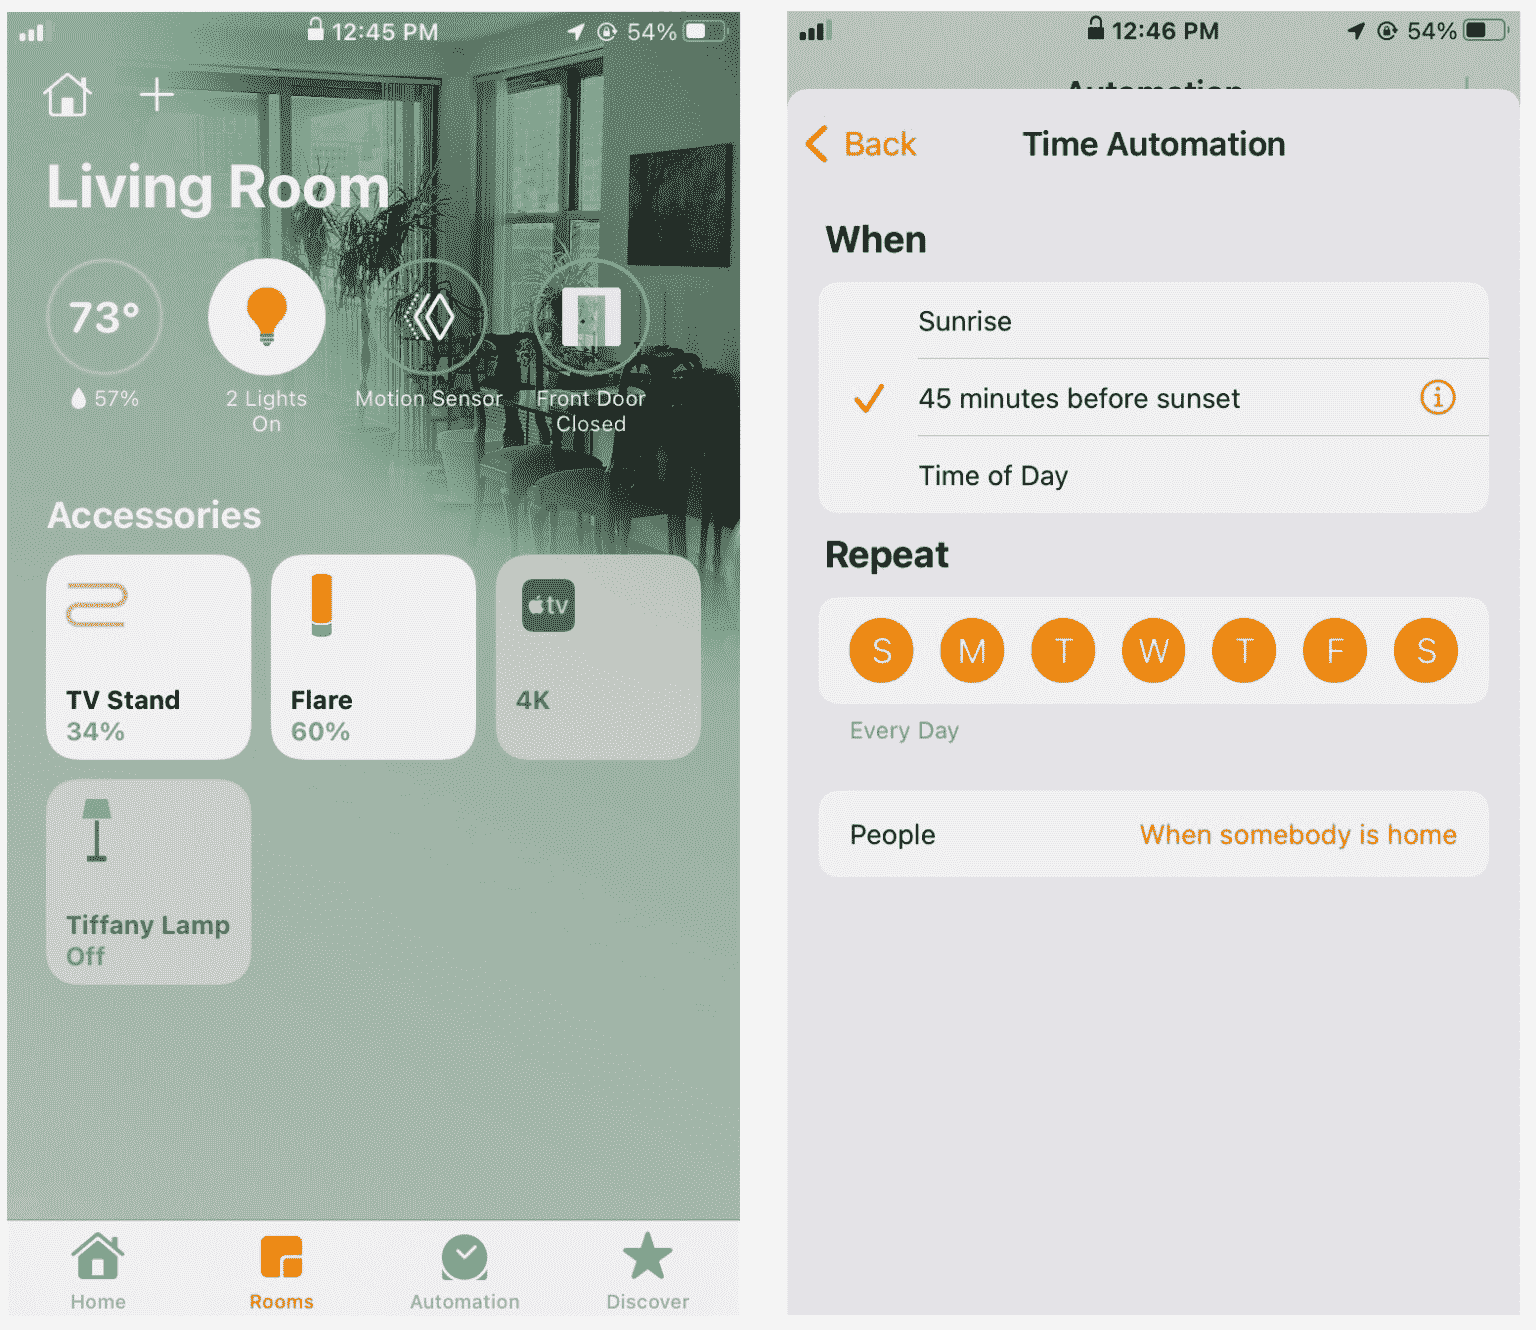 12:45 PM
54%
Living Room
73°
57%
2 Lights
On
Motion Sensor
Front Door
Closed
Accessories
TV Stand
34%
Flare
60%
tv
4K
Tiffany Lamp
Off
Home
Rooms
Automation
Discover
12:46 PM
54%
Automation
Back
Time Automation
When
Sunrise
45 minutes before sunset
i
Time of Day
Repeat
S M T W T F S
Every Day
People
When somebody is home